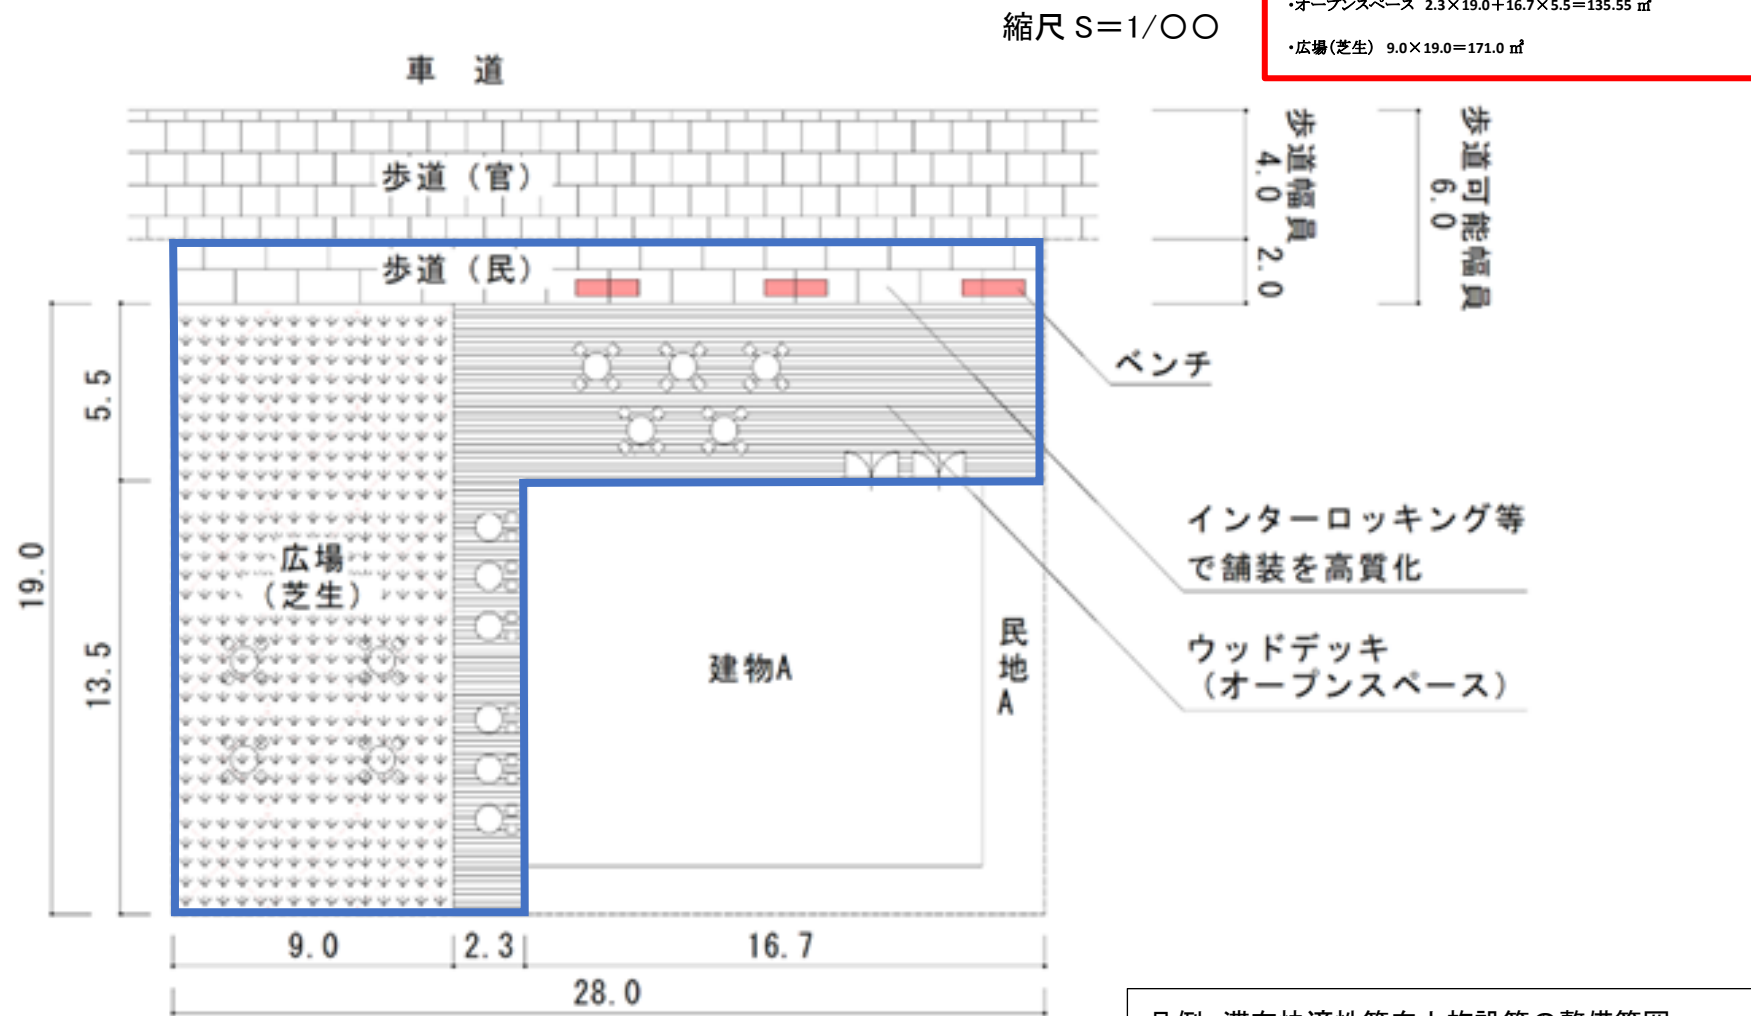 ・オープンスペース 2.3×19.0＋16.7×5.5＝135.55 ㎡
縮尺 S＝1/〇〇
・広場(芝生) 9.0×19.0＝171.0 ㎡
車 道
歩道（官）
歩道幅員
4.0
歩道可能幅員
6.0
歩道（民）
2.0
ベンチ
5.5
インターロッキング等
で舗装を高質化
19.0
広場
（芝生）
13.5
建物A
民地A
ウッドデッキ
（オープンスペース）
9.0
2.3
16.7
28.0